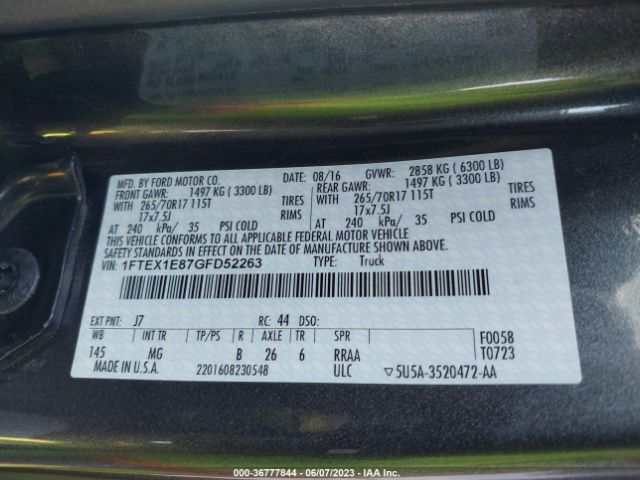 MFD. BY FORD MOTOR CO. DATE: 08/16 GVWR: 2858 KG ( 6300 LB)
FRONT GAWR: 1497 KG ( 3300 LB) REAR GAWR: 1497 KG ( 3300 LB)
WITH 265/70R17 115T TIRES WITH 265/70R17 115T TIRES
17x7.5J RIMS 17x7.5J RIMS
AT 240 kPa/ 35 PSI COLD AT 240 kPa/ 35 PSI COLD
THIS VEHICLE CONFORMS TO ALL APPLICABLE FEDERAL MOTOR VEHICLE
SAFETY STANDARDS IN EFFECT ON THE DATE OF MANUFACTURE SHOWN ABOVE.
VIN: 1FTEX1E87GFD52263 TYPE: Truck
EXT PNT: J7 RC: 44 DSO:
WB INT TR TP/PS R AXLE TR SPR F0058
145 MG B 26 6 RRAA T0723
MADE IN U.S.A. 2201608230548 ULC ▽5U5A-3520472-AA
000-36777844 / 06/07/2023 - IAA Inc.